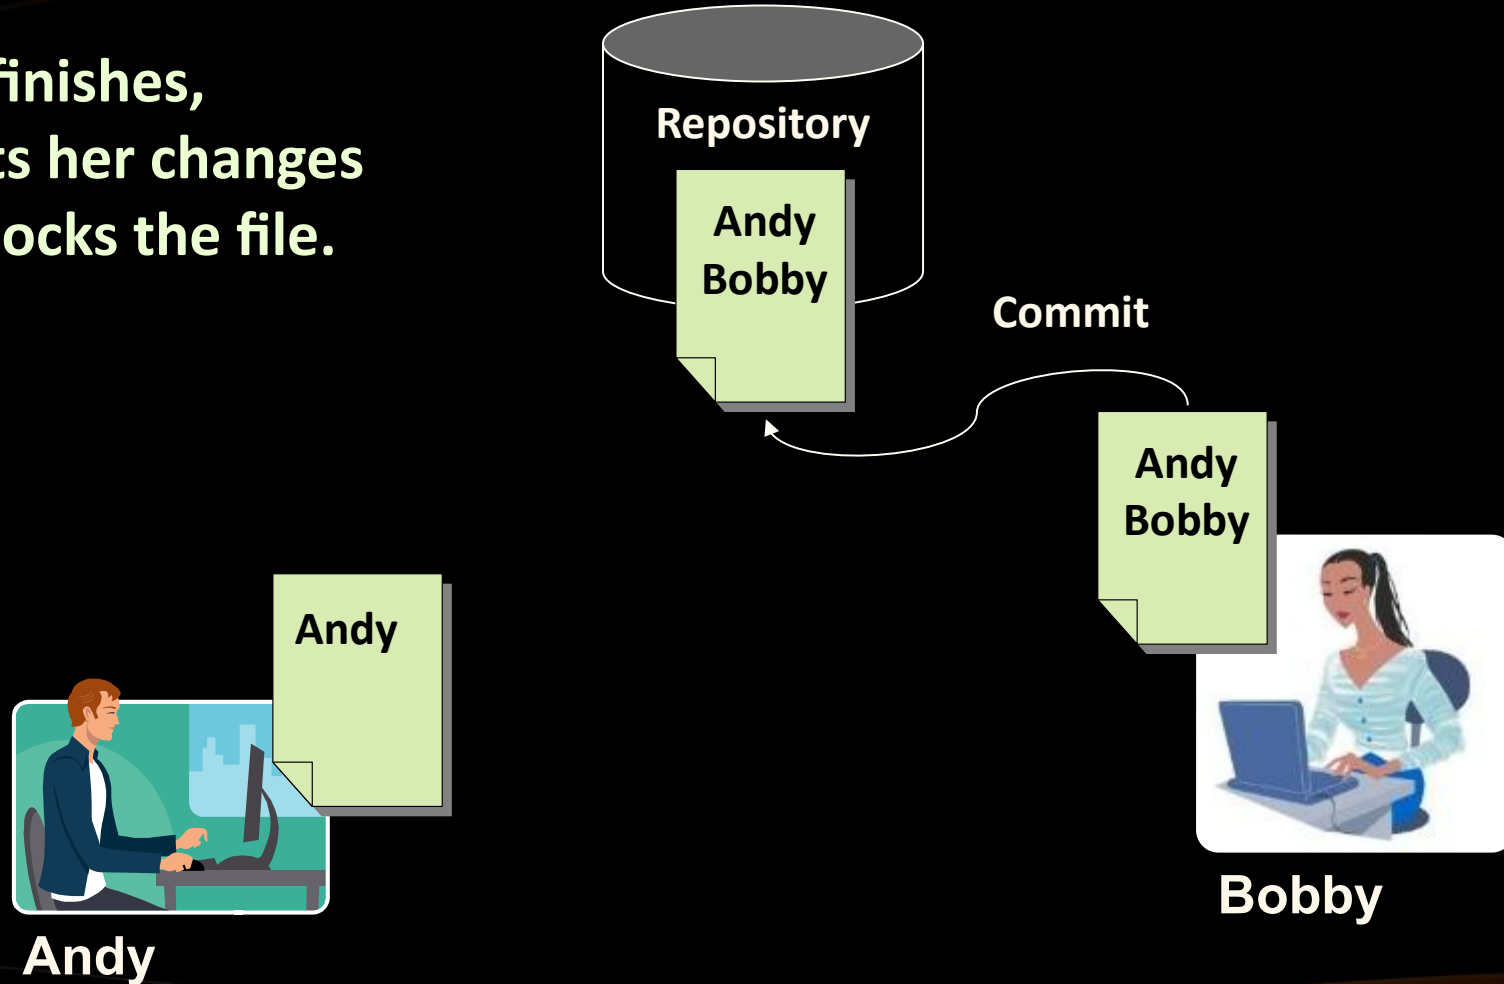 finishes,
ts her changes
ocks the file.
Repository
Andy
Bobby
Commit
Andy
Bobby
Andy
Bobby
Andy